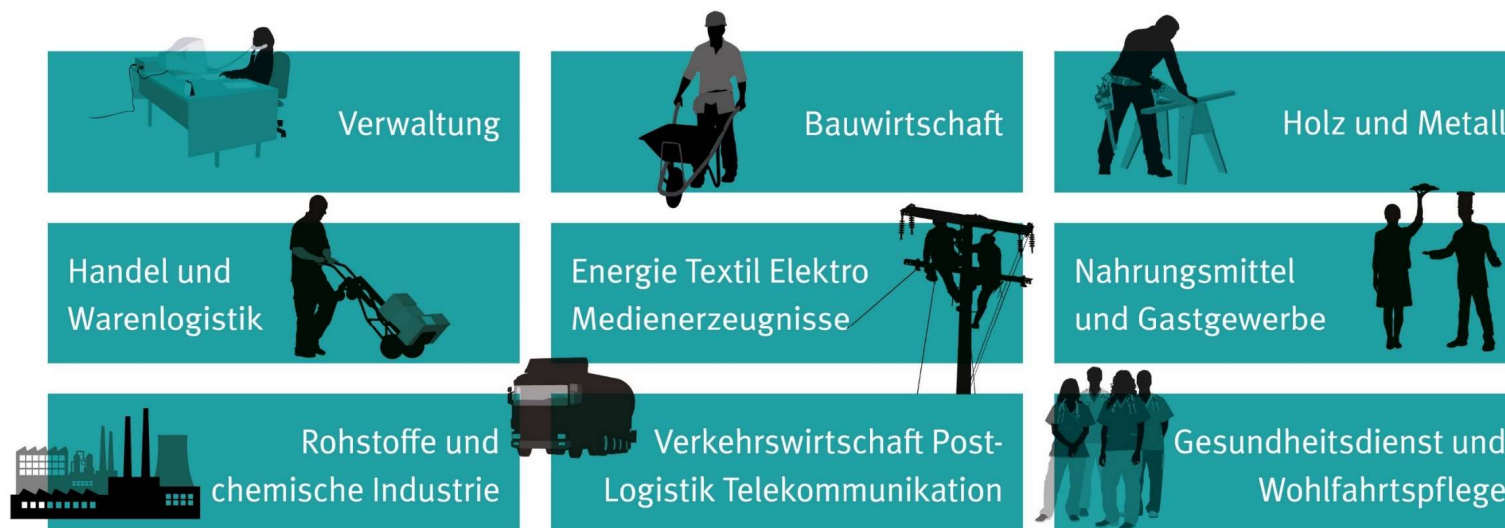 Verwaltung
Bauwirtschaft
Holz und Metall
Handel und
Warenlogistik
Energie Textil Elektro
Medienerzeugnisse
Nahrungsmittel
und Gastgewerbe
Rohstoffe und
chemische Industrie
Verkehrswirtschaft Post-
Logistik Telekommunikation
Gesundheitsdienst und
Wohlfahrtspflege